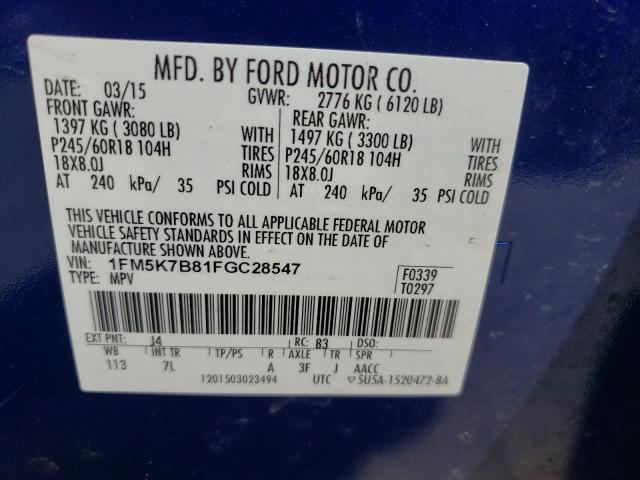 MFD. BY FORD MOTOR CO.
DATE: 03/15 GVWR: 2776 KG ( 6120 LB)
FRONT GAWR: REAR GAWR:
1397 KG ( 3080 LB) WITH 1497 KG ( 3300 LB) WITH
P245/60R18 104H TIRES P245/60R18 104H TIRES
18X8.0J RIMS 18X8.0J RIMS
AT 240 kPa/ 35 PSI COLD AT 240 kPa/ 35 PSI COLD
THIS VEHICLE CONFORMS TO ALL APPLICABLE FEDERAL MOTOR
VEHICLE SAFETY STANDARDS IN EFFECT ON THE DATE OF
MANUFACTURE SHOWN ABOVE.
VIN: 1FM5K7B81FGC28547 F0339
TYPE: MPV T0297
EXT PNT: J4 RC: 83 DSO:
WB INT TR TP/PS R AXLE TR SPR
113 7L A 3F J AACC
1201503023494 UTC ▽5U5A-1520472-BA